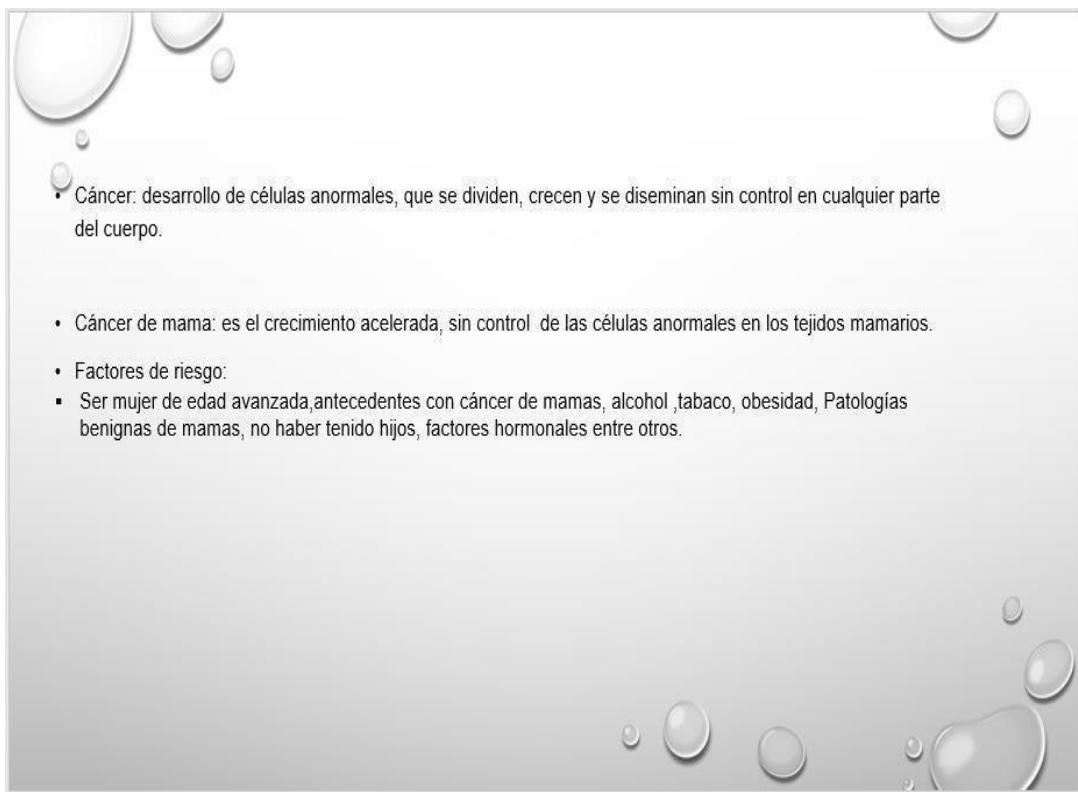 • Cáncer: desarrollo de células anormales, que se dividen, crecen y se diseminan sin control en cualquier parte
del cuerpo.
• Cáncer de mama: es el crecimiento acelerada, sin control de las células anormales en los tejidos mamarios.
• Factores de riesgo:
▪ Ser mujer de edad avanzada,antecedentes con cáncer de mamas, alcohol ,tabaco, obesidad, Patologías
benignas de mamas, no haber tenido hijos, factores hormonales entre otros.